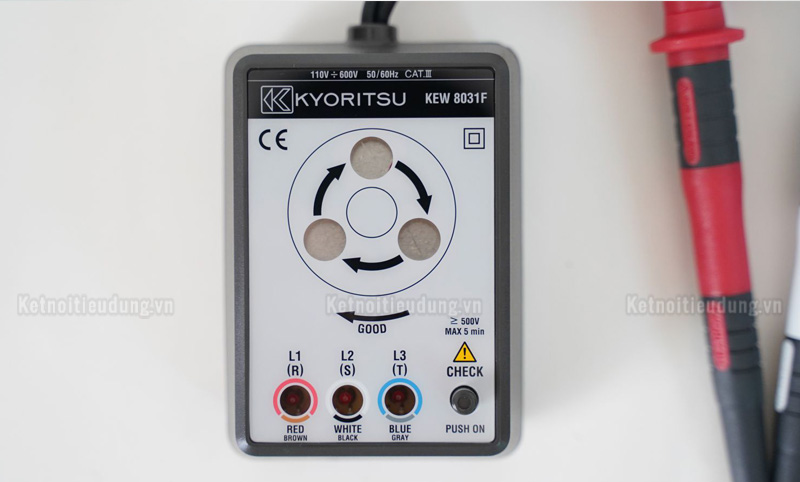 110V ÷ 600V 50/60Hz CAT.III
KYORITSU KEW 8031F
CE
Ketnoitieudung.vn Ketnoitieudung.vn Ketnoitieudung.vn
GOOD
≥ 500V
MAX 5 min
CHECK
L1 L2 L3
(R) (S) (T)
RED WHITE BLUE
BROWN BLACK GRAY
PUSH ON